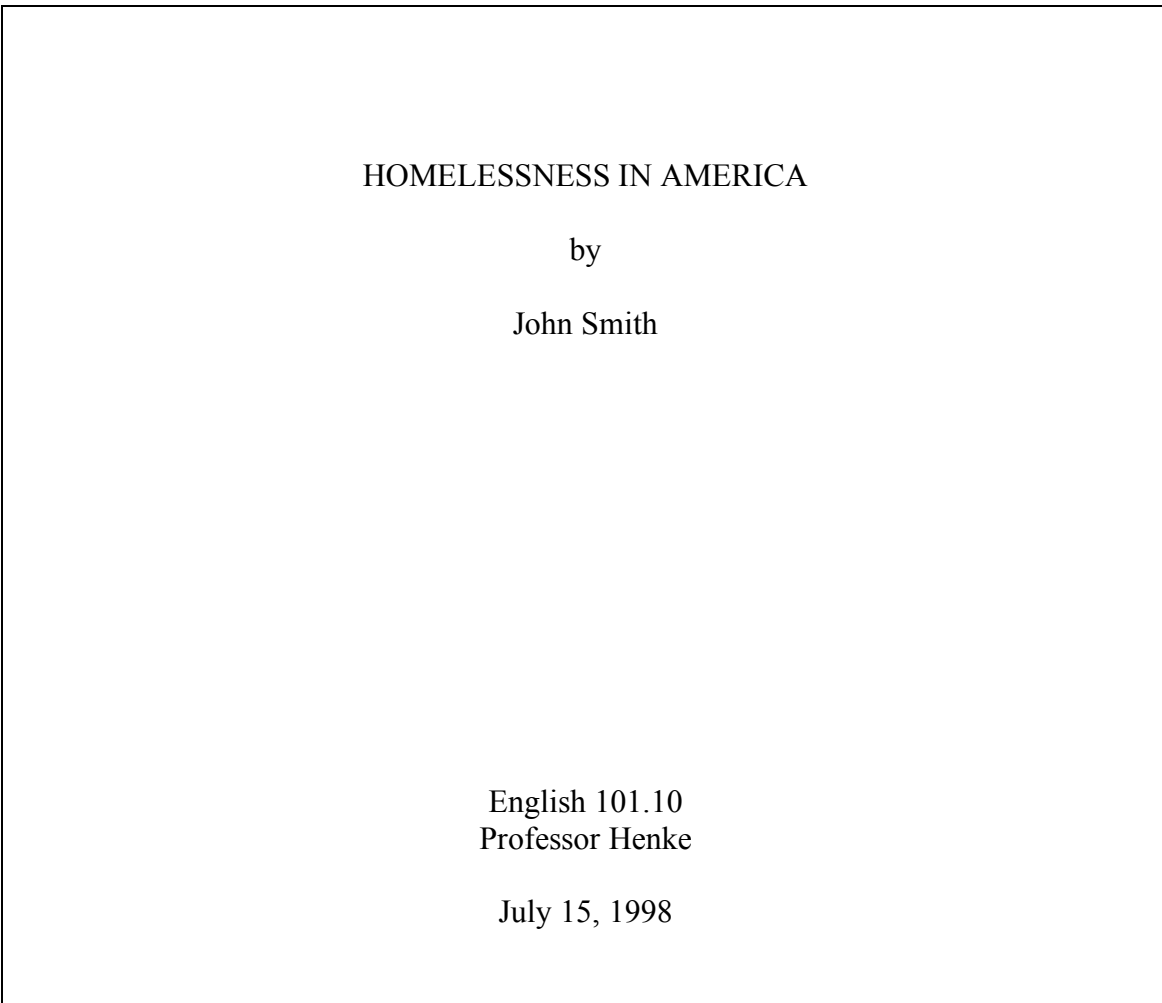 HOMELESSNESS IN AMERICA
by
John Smith
English 101.10
Professor Henke
July 15, 1998